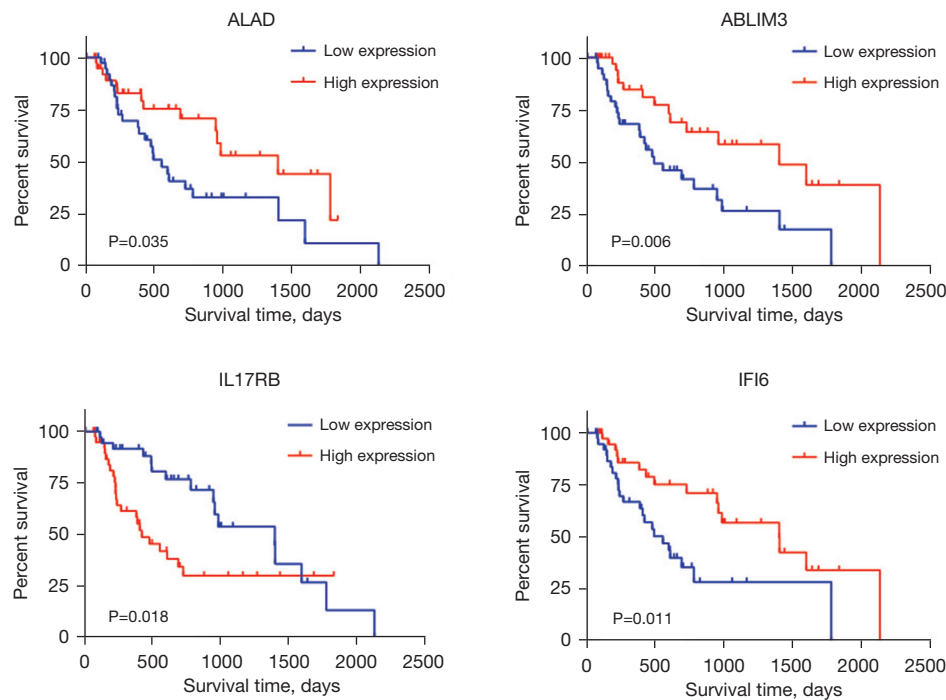 ALAD
Percent survival
100
75
50
25
0
Low expression
High expression
P=0.035
0 500 1000 1500 2000 2500
Survival time, days
ABLIM3
Percent survival
100
75
50
25
0
Low expression
High expression
P=0.006
0 500 1000 1500 2000 2500
Survival time, days
IL17RB
Percent survival
100
75
50
25
0
Low expression
High expression
P=0.018
0 500 1000 1500 2000 2500
Survival time, days
IFI6
Percent survival
100
75
50
25
0
Low expression
High expression
P=0.011
0 500 1000 1500 2000 2500
Survival time, days